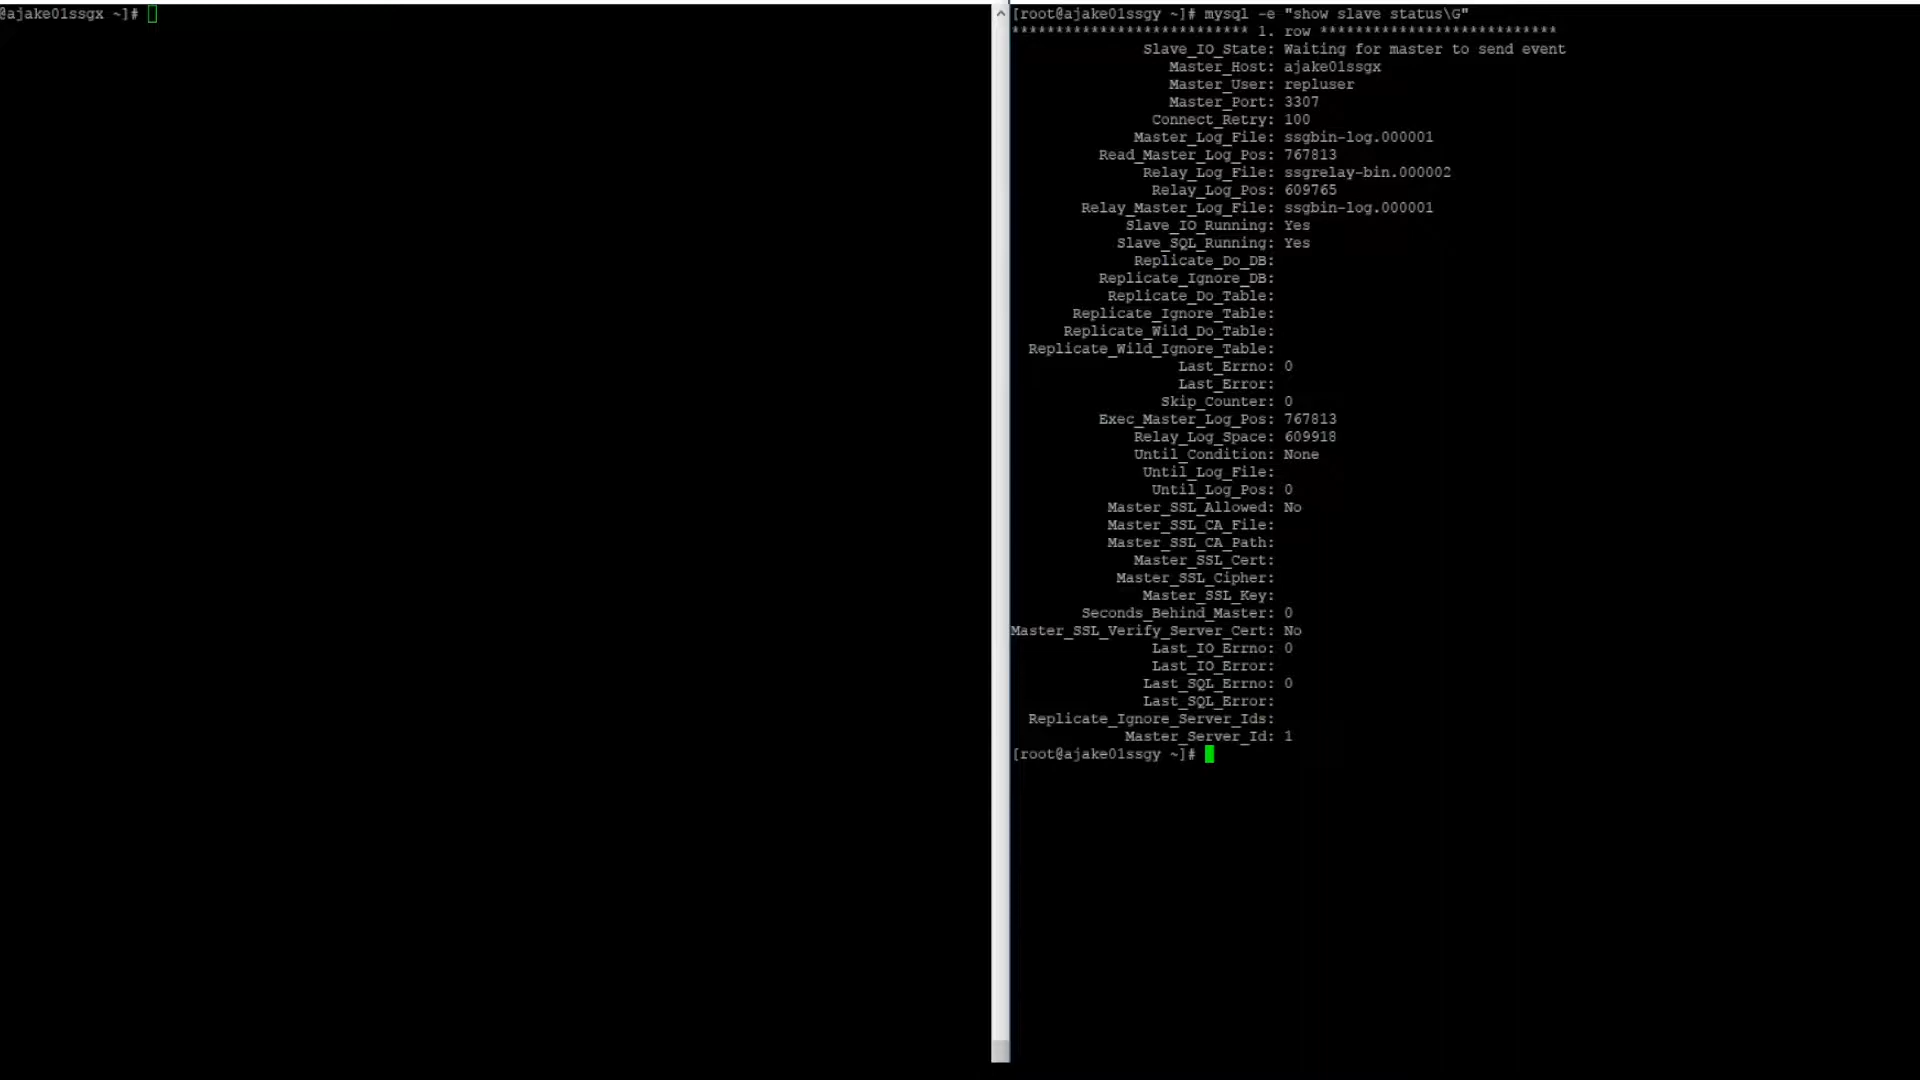 @ajake01ssgx ~]#
[root@ajake01ssgy ~]# mysql -e "show slave status\G"
*************************** 1. row ***************************
Slave_IO_State: Waiting for master to send event
Master_Host: ajake01ssgx
Master_User: repluser
Master_Port: 3307
Connect_Retry: 100
Master_Log_File: ssgbin-log.000001
Read_Master_Log_Pos: 767813
Relay_Log_File: ssgrelay-bin.000002
Relay_Log_Pos: 609765
Relay_Master_Log_File: ssgbin-log.000001
Slave_IO_Running: Yes
Slave_SQL_Running: Yes
Replicate_Do_DB:
Replicate_Ignore_DB:
Replicate_Do_Table:
Replicate_Ignore_Table:
Replicate_Wild_Do_Table:
Replicate_Wild_Ignore_Table:
Last_Errno: 0
Last_Error:
Skip_Counter: 0
Exec_Master_Log_Pos: 767813
Relay_Log_Space: 609918
Until_Condition: None
Until_Log_File:
Until_Log_Pos: 0
Master_SSL_Allowed: No
Master_SSL_CA_File:
Master_SSL_CA_Path:
Master_SSL_Cert:
Master_SSL_Cipher:
Master_SSL_Key:
Seconds_Behind_Master: 0
Master_SSL_Verify_Server_Cert: No
Last_IO_Errno: 0
Last_IO_Error:
Last_SQL_Errno: 0
Last_SQL_Error:
Replicate_Ignore_Server_Ids:
Master_Server_Id: 1
[root@ajake01ssgy ~]#